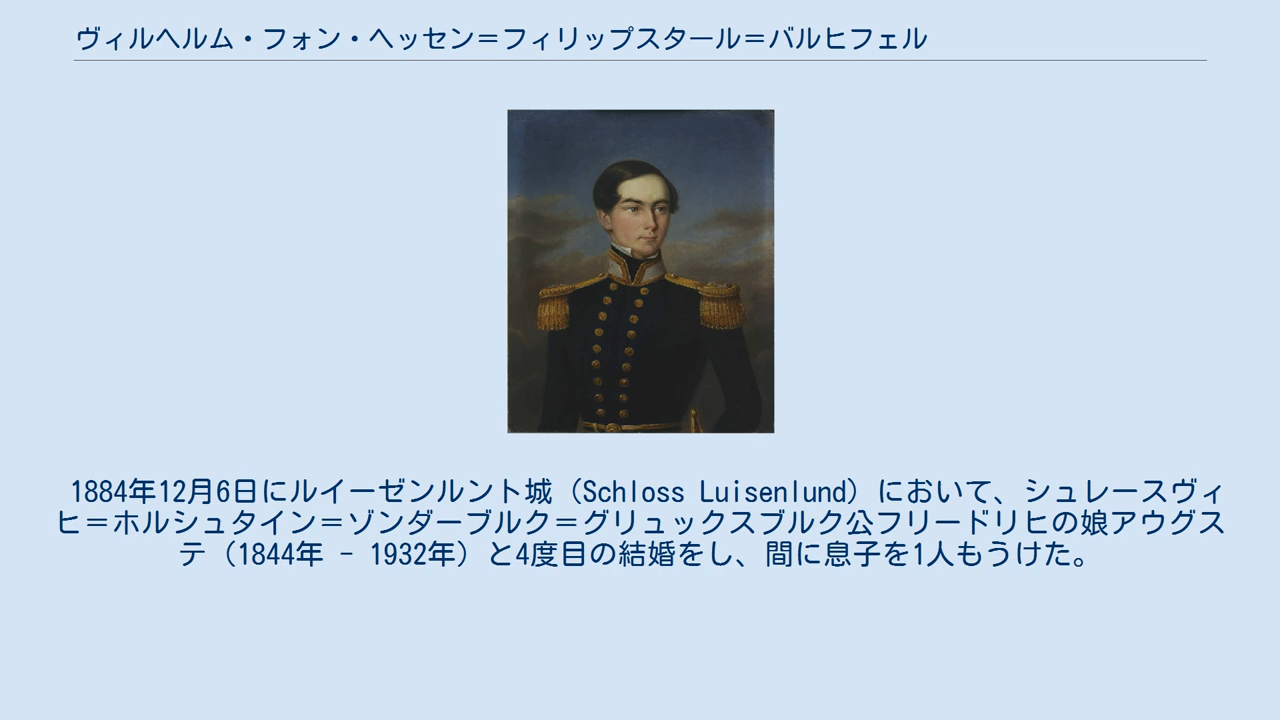 ヴィルヘルム・フォン・ヘッセン＝フィリップスタール＝バルヒフェル
1884年12月6日にルイーゼンルント城（Schloss Luisenlund）において、シュレースヴィ
ヒ＝ホルシュタイン＝ゾンダーブルク＝グリュックスブルク公フリードリヒの娘アウグス
テ（1844年 - 1932年）と4度目の結婚をし、間に息子を1人もうけた。